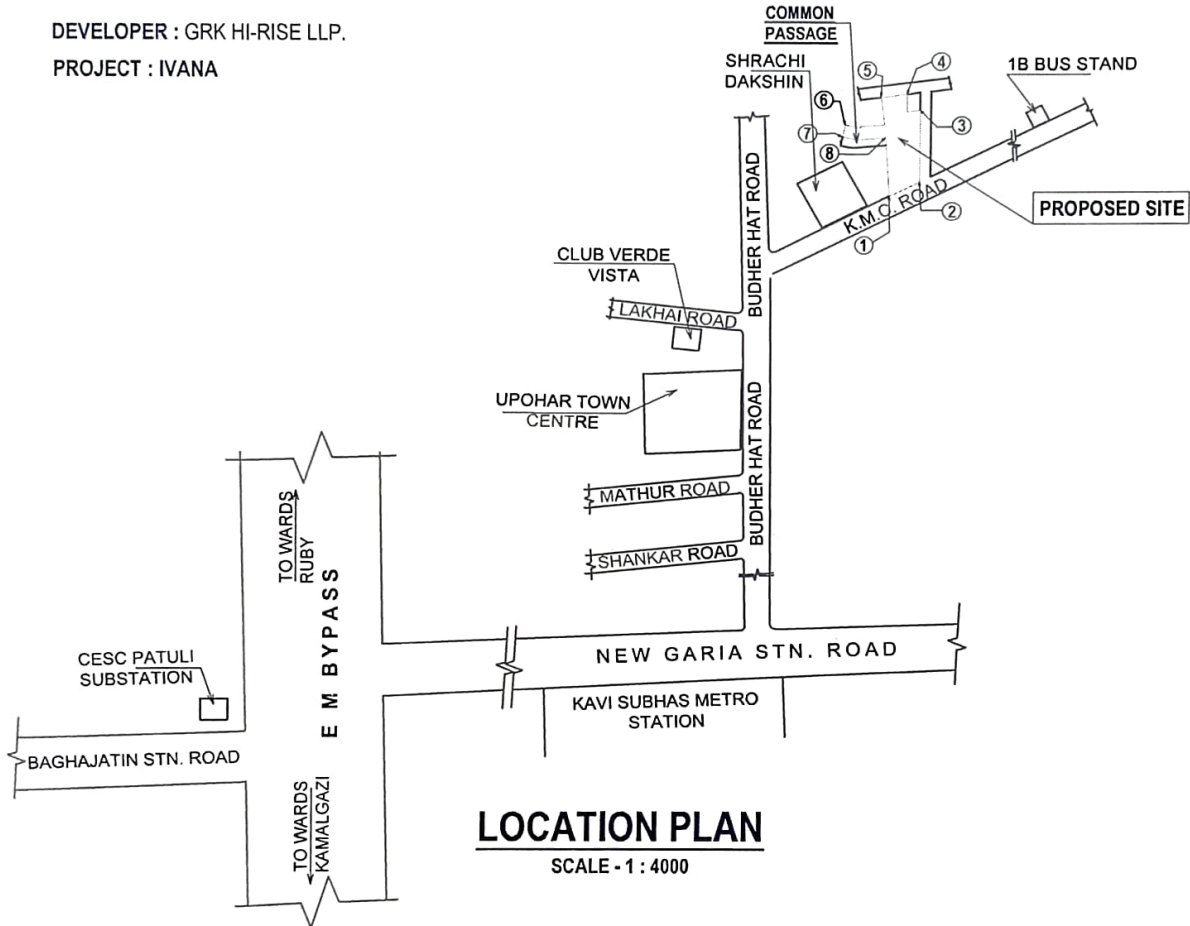 DEVELOPER : GRK HI-RISE LLP.
PROJECT : IVANA
COMMON
PASSAGE
SHRACHI
DAKSHIN
5
4
1B BUS STAND
6
3
7
8
PROPOSED SITE
2
1
K.M.C. ROAD
BUDHER HAT ROAD
CLUB VERDE
VISTA
LAKHAI ROAD
UPOHAR TOWN
CENTRE
BUDHER HAT ROAD
MATHUR ROAD
SHANKAR ROAD
TO WARDS
RUBY
E M BYPASS
NEW GARIA STN. ROAD
CESC PATULI
SUBSTATION
KAVI SUBHAS METRO
STATION
BAGHAJATIN STN. ROAD
TO WARDS
KAMALGAZI
LOCATION PLAN
SCALE - 1 : 4000